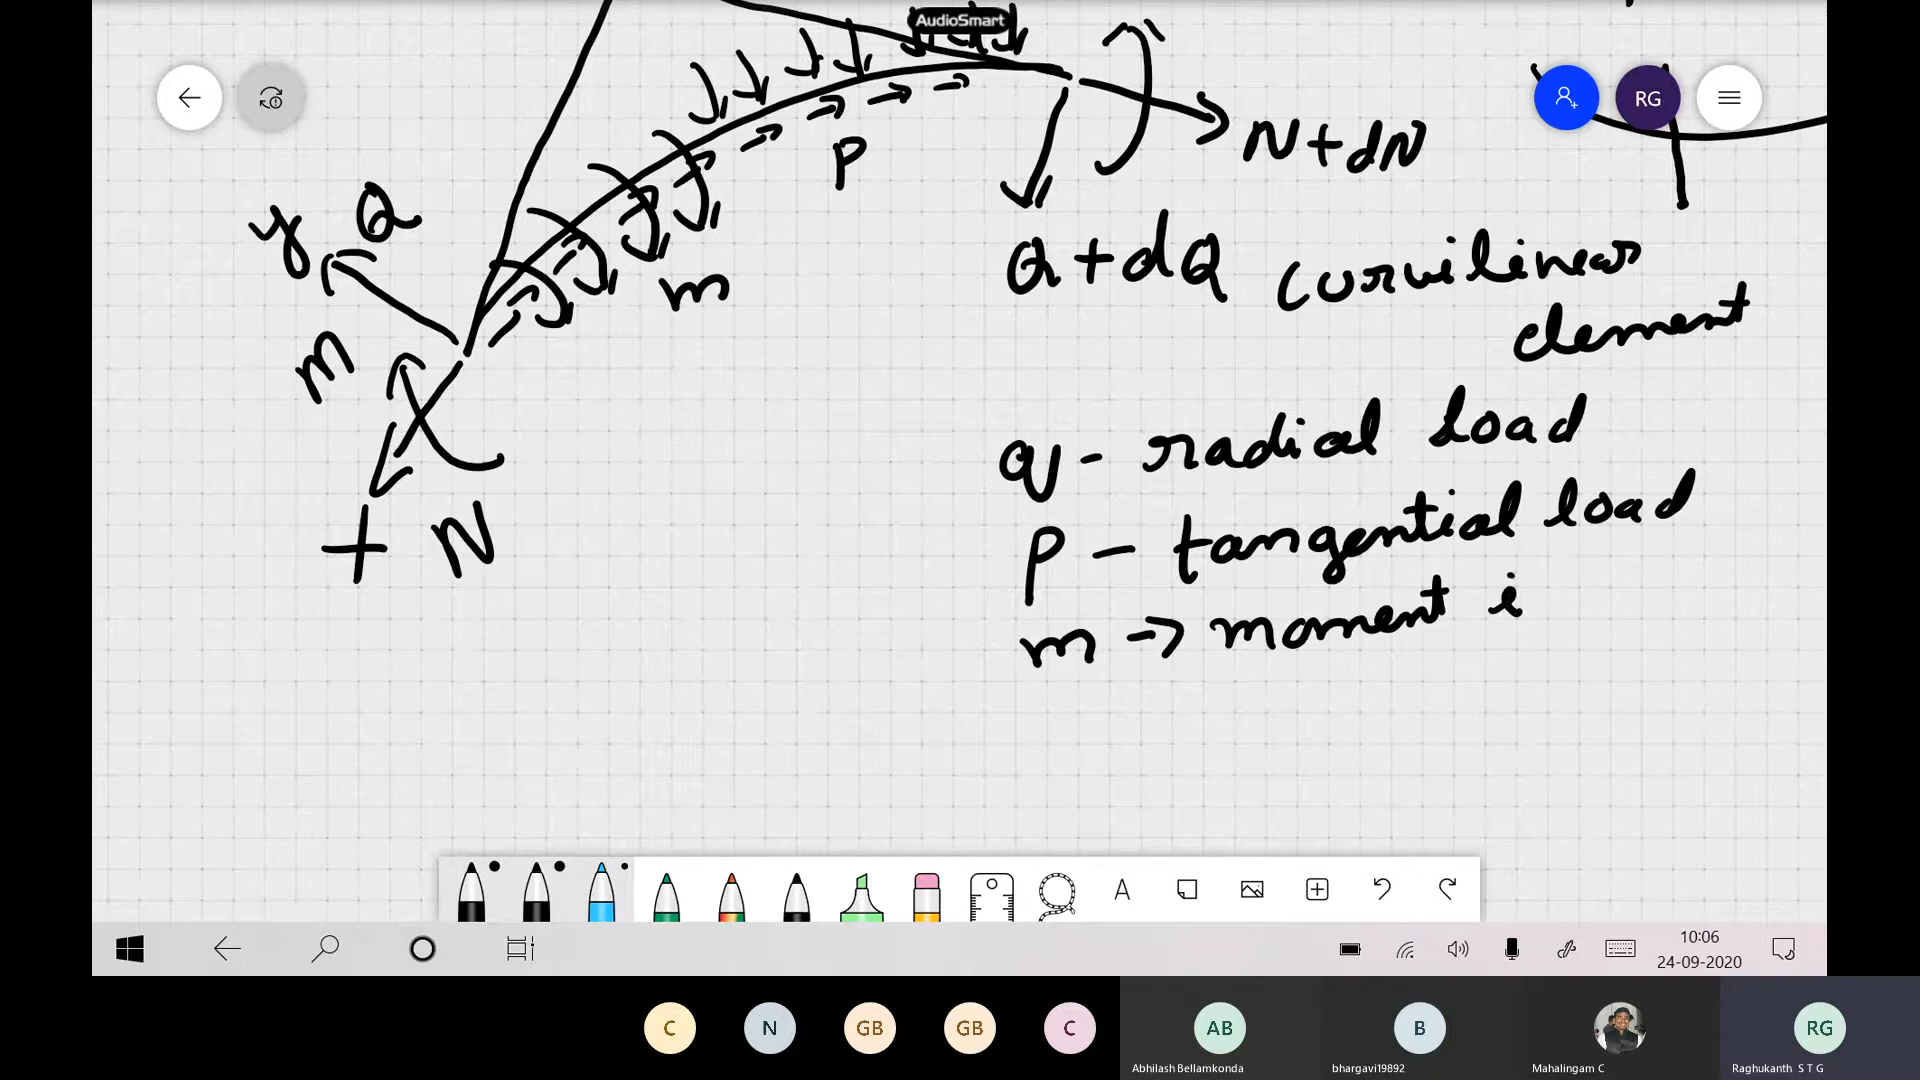 AudioSmart
RG
N+dN
P
y Q
Q+dQ curvilinear
element
m
m
q - radial load
+ N
P - tangential load
m -> moment i
A
10:06
24-09-2020
C N GB GB C AB B RG
Abhilash Bellamkonda bhargavi19892 Mahalingam C Raghukanth S T G